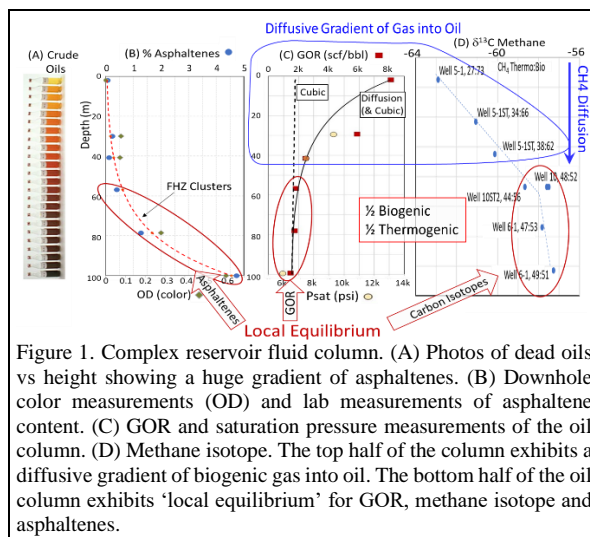 Diffusive Gradient of Gas into Oil
(A) Crude Oils
(B) % Asphaltenes
(C) GOR (scf/bbl)
(D) δ¹³C Methane
0 1 2 3 4 5
0 2k 4k 6k 8k
-64 -60 -56
CH₄ Thermo:Bio
Cubic
Diffusion
(& Cubic)
Well 5-1, 27:73
Well 5-1ST, 34:66
Well 5-1ST, 38:62
Well 10, 48:52
Well 10ST2, 44:56
Well 6-1, 47:53
Well 6-1, 49:51
CH4 Diffusion
Depth (m)
0
20
40
60
80
100
FHZ Clusters
½ Biogenic
½ Thermogenic
0 0.1 0.2 0.3 0.4 0.5
OD (color)
Asphaltenes
6k 10k 14k
GOR
Psat (psi)
Carbon Isotopes
Local Equilibrium
Figure 1. Complex reservoir fluid column. (A) Photos of dead oils
vs height showing a huge gradient of asphaltenes. (B) Downhole
color measurements (OD) and lab measurements of asphaltene
content. (C) GOR and saturation pressure measurements of the oil
column. (D) Methane isotope. The top half of the column exhibits a
diffusive gradient of biogenic gas into oil. The bottom half of the oil
column exhibits ‘local equilibrium’ for GOR, methane isotope and
asphaltenes.